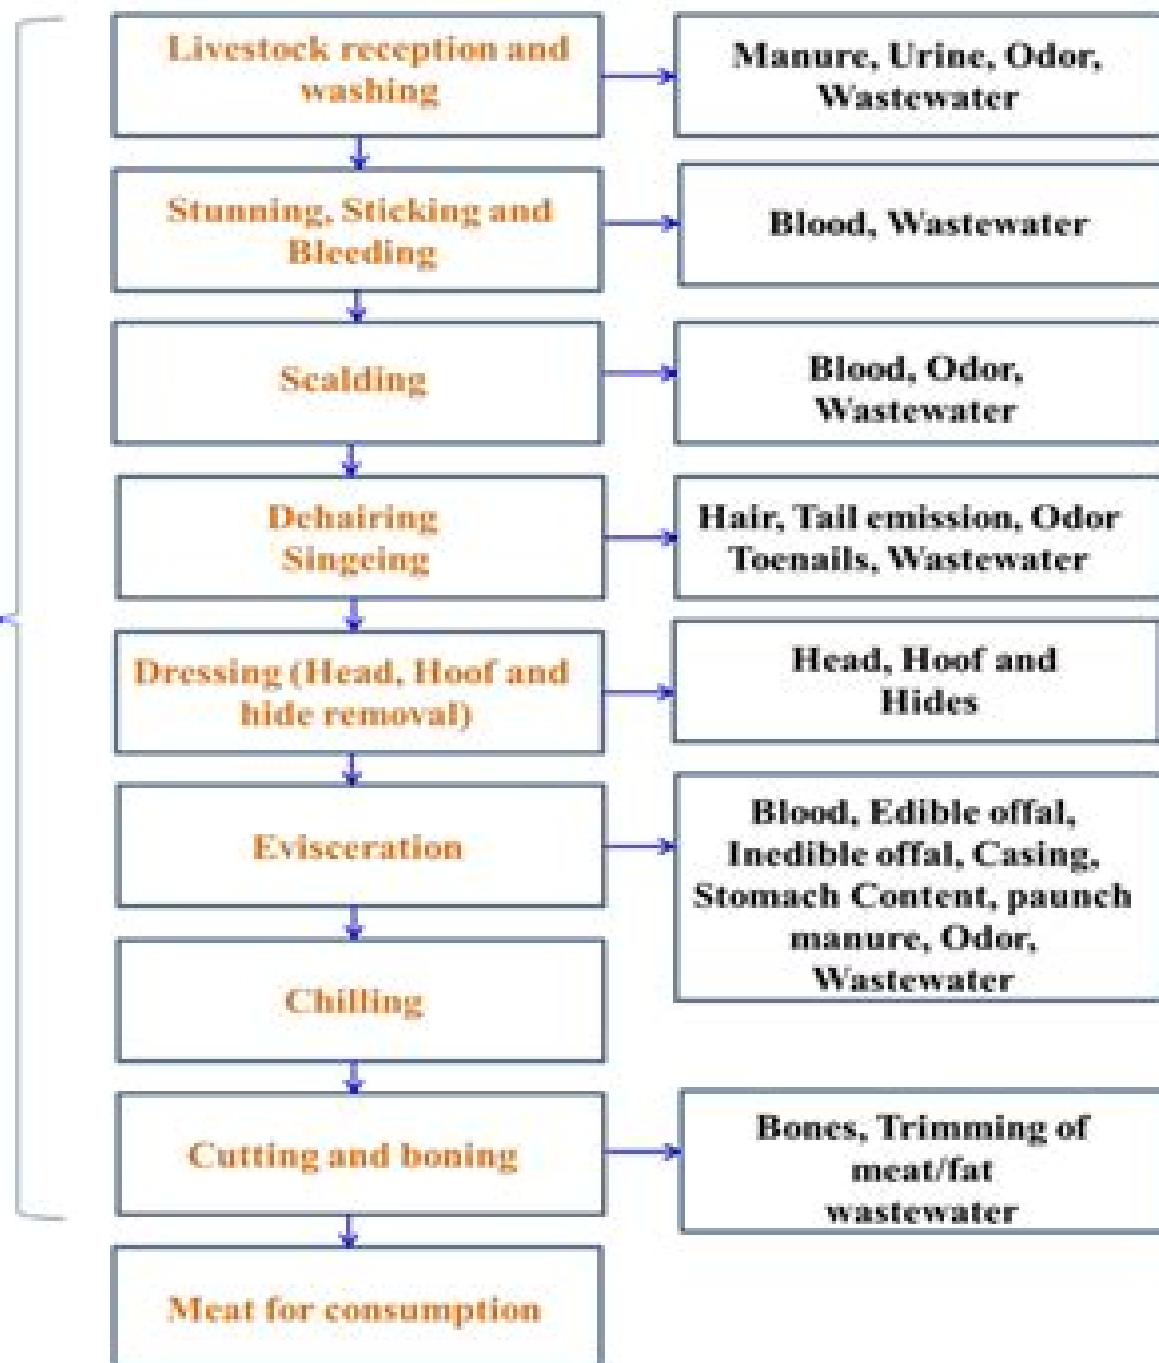 Livestock reception and
washing
Manure, Urine, Odor,
Wastewater
Stunning, Sticking and
Bleeding
Blood, Wastewater
Scalding
Blood, Odor,
Wastewater
Dehairing
Singeing
Hair, Tail emission, Odor
Toenails, Wastewater
Dressing (Head, Hoof and
hide removal)
Head, Hoof and
Hides
Evisceration
Blood, Edible offal,
Inedible offal, Casing,
Stomach Content, paunch
manure, Odor,
Wastewater
Chilling
Cutting and boning
Bones, Trimming of
meat/fat
wastewater
Meat for consumption